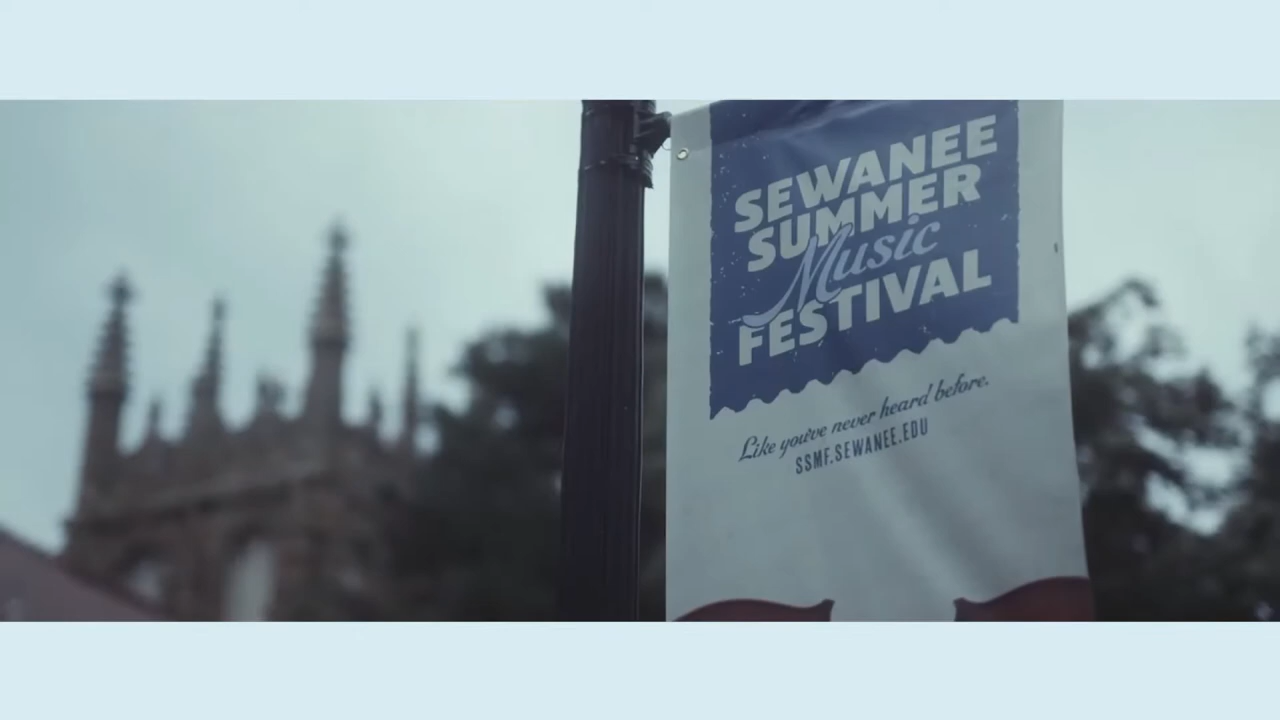 SEWANEE
SUMMER
Music
FESTIVAL
Like you've never heard before.
SSMF.SEWANEE.EDU